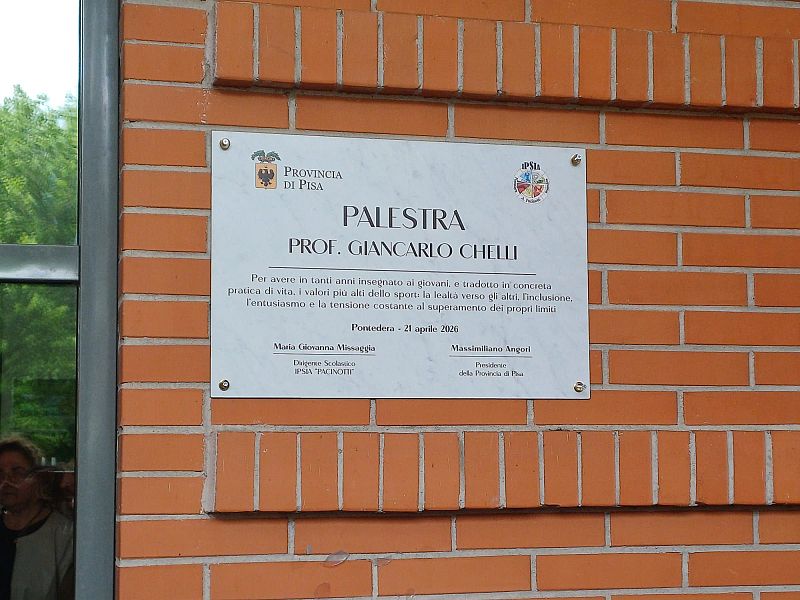 PROVINCIA
DI PISA
IPSIA
PALESTRA
PROF. GIANCARLO CHELLI
Per avere in tanti anni insegnato ai giovani, e tradotto in concreta
pratica di vita, i valori più alti dello sport: la lealtà verso gli altri, l'inclusione,
l'entusiasmo e la tensione costante al superamento dei propri limiti
Pontedera - 21 aprile 2026
Maria Giovanna Missaggia
Dirigente Scolastico
IPSIA "PACINOTTI"
Massimiliano Angori
Presidente
della Provincia di Pisa